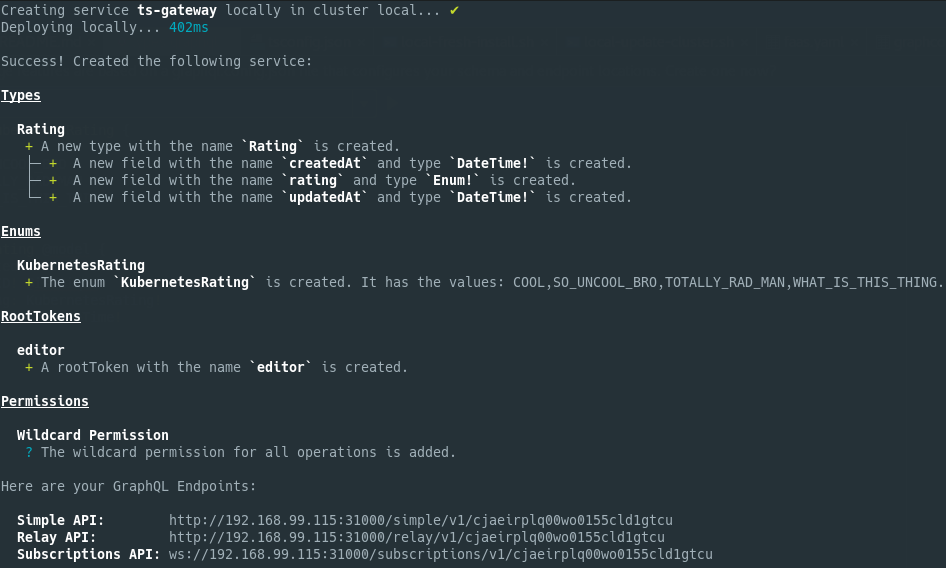 Creating service ts-gateway locally in cluster local... ✔
Deploying locally... 402ms
Success! Created the following service:
Types
Rating
+ A new type with the name `Rating` is created.
├─ +  A new field with the name `createdAt` and type `DateTime!` is created.
├─ +  A new field with the name `rating` and type `Enum!` is created.
└─ +  A new field with the name `updatedAt` and type `DateTime!` is created.
Enums
KubernetesRating
+ The enum `KubernetesRating` is created. It has the values: COOL,SO_UNCOOL_BRO,TOTALLY_RAD_MAN,WHAT_IS_THIS_THING.
RootTokens
editor
+ A rootToken with the name `editor` is created.
Permissions
Wildcard Permission
? The wildcard permission for all operations is added.
Here are your GraphQL Endpoints:
Simple API:        http://192.168.99.115:31000/simple/v1/cjaeirplq00wo0155cld1gtcu
Relay API:         http://192.168.99.115:31000/relay/v1/cjaeirplq00wo0155cld1gtcu
Subscriptions API: ws://192.168.99.115:31000/subscriptions/v1/cjaeirplq00wo0155cld1gtcu